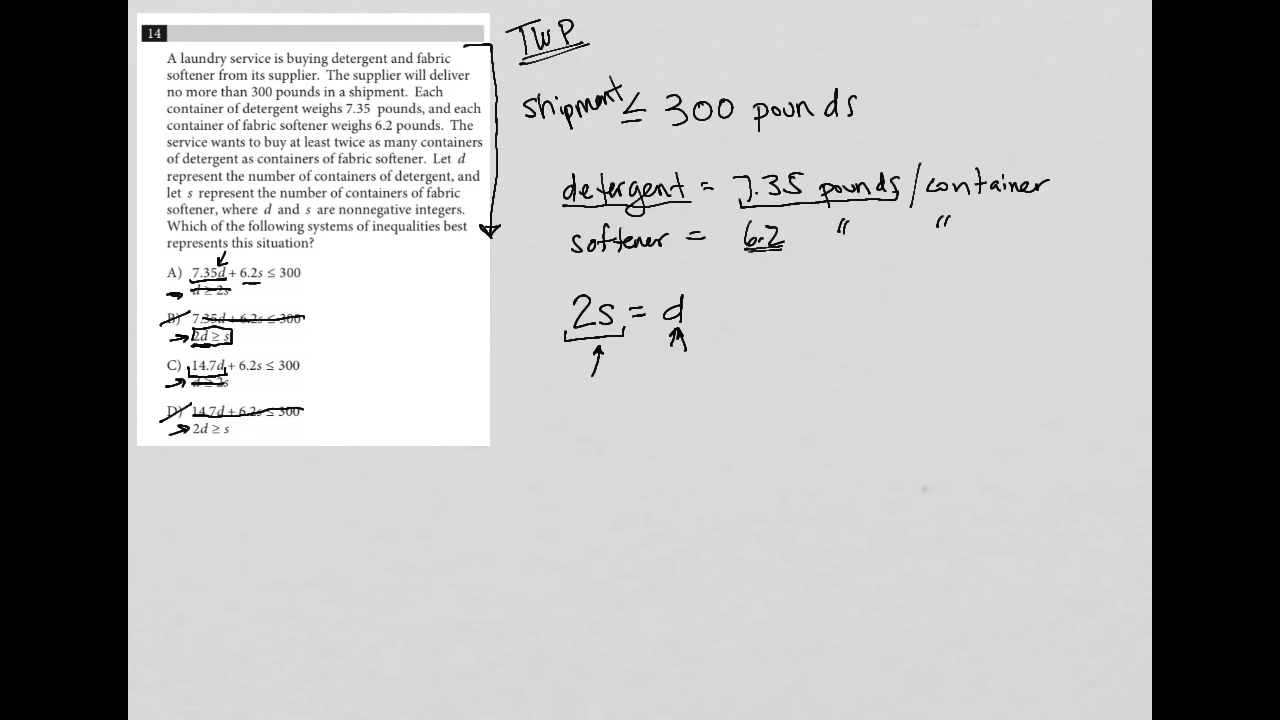 14
A laundry service is buying detergent and fabric
softener from its supplier. The supplier will deliver
no more than 300 pounds in a shipment. Each
container of detergent weighs 7.35 pounds, and each
container of fabric softener weighs 6.2 pounds. The
service wants to buy at least twice as many containers
of detergent as containers of fabric softener. Let d
represent the number of containers of detergent, and
let s represent the number of containers of fabric
softener, where d and s are nonnegative integers.
Which of the following systems of inequalities best
represents this situation?
A) 7.35d + 6.2s ≤ 300
d ≥ 2s
B) 7.35d + 6.2s ≤ 300
2d ≥ s
C) 14.7d + 6.2s ≤ 300
d ≥ 2s
D) 14.7d + 6.2s ≤ 300
2d ≥ s
TWP
shipment ≤ 300 pounds
detergent = 7.35 pounds / container
softener = 6.2 " "
2s = d